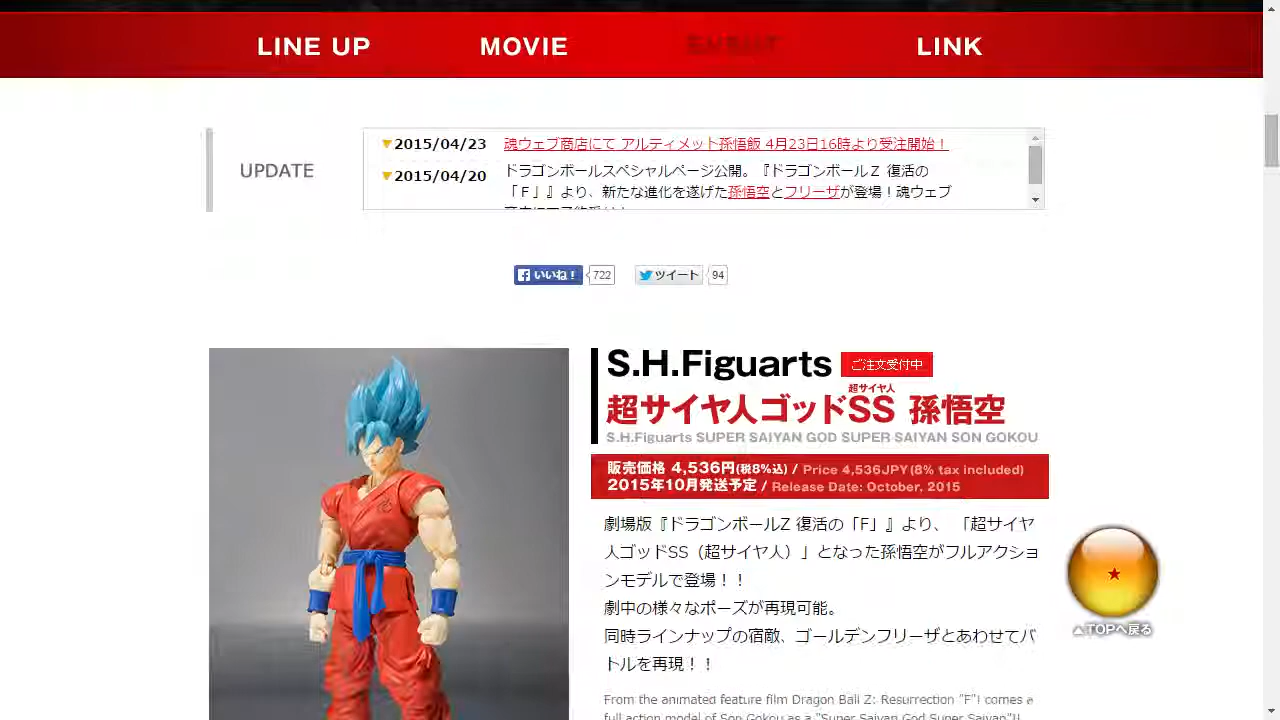 LINE UP
MOVIE
EVENT
LINK
UPDATE
▼2015/04/23 魂ウェブ商店にて アルティメット孫悟飯 4月23日16時より受注開始！
▼2015/04/20 ドラゴンボールスペシャルページ公開。『ドラゴンボールＺ 復活の
「Ｆ」』より、新たな進化を遂げた孫悟空とフリーザが登場！魂ウェブ
いいね！ 722
ツイート 94
S.H.Figuarts ご注文受付中
超サイヤ人
超サイヤ人ゴッドSS 孫悟空
S.H.Figuarts SUPER SAIYAN GOD SUPER SAIYAN SON GOKOU
販売価格 4,536円(税8%込) / Price 4,536JPY(8% tax included)
2015年10月発送予定 / Release Date: October, 2015
劇場版『ドラゴンボールZ 復活の「F」』より、 「超サイヤ
人ゴッドSS（超サイヤ人）」となった孫悟空がフルアクショ
ンモデルで登場！！
劇中の様々なポーズが再現可能。
同時ラインナップの宿敵、ゴールデンフリーザとあわせてバ
トルを再現！！
▲TOPへ戻る
From the animated feature film Dragon Ball Z: Resurrection "F"! comes a
full action model of Son Gokou as a "Super Saiyan God Super Saiyan"!!